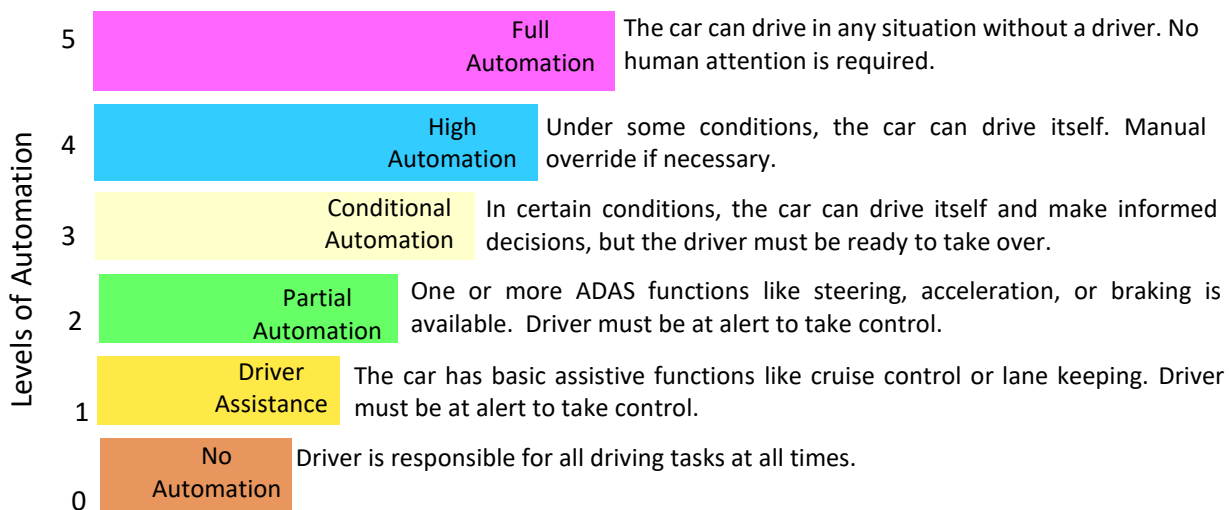 Levels of Automation
5
Full
Automation
The car can drive in any situation without a driver. No
human attention is required.
4
High
Automation
Under some conditions, the car can drive itself. Manual
override if necessary.
3
Conditional
Automation
In certain conditions, the car can drive itself and make informed
decisions, but the driver must be ready to take over.
2
Partial
Automation
One or more ADAS functions like steering, acceleration, or braking is
available. Driver must be at alert to take control.
1
Driver
Assistance
The car has basic assistive functions like cruise control or lane keeping. Driver
must be at alert to take control.
0
No
Automation
Driver is responsible for all driving tasks at all times.